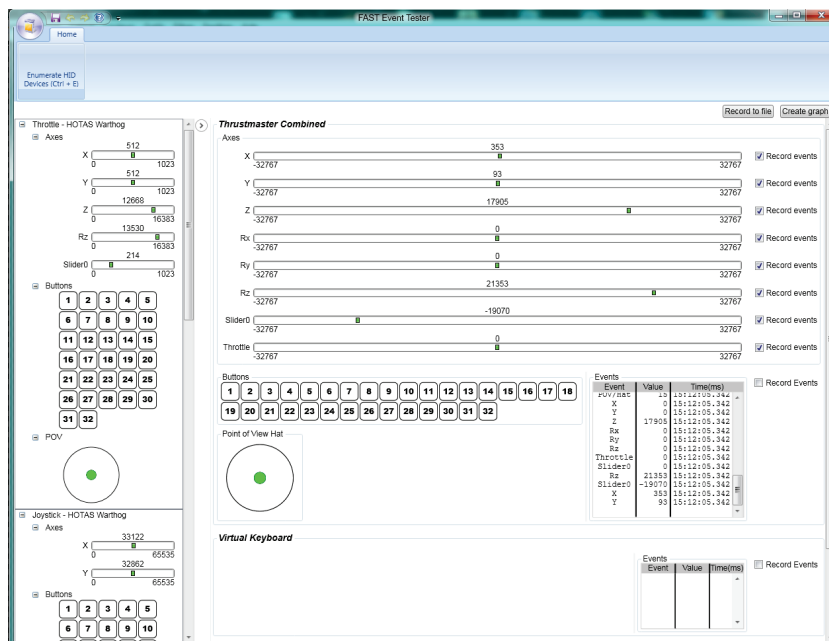 FAST Event Tester
Home
Enumerate HID
Devices (Ctrl + E)
Record to file Create graph
Throttle - HOTAS Warthog
Axes
512
X
0 1023
512
Y
0 1023
12668
Z
0 16383
13530
Rz
0 16383
214
Slider0
0 1023
Buttons
1 2 3 4 5
6 7 8 9 10
11 12 13 14 15
16 17 18 19 20
21 22 23 24 25
26 27 28 29 30
31 32
POV
Joystick - HOTAS Warthog
Axes
33122
X
0 65535
32862
Y
0 65535
Buttons
1 2 3 4 5
6 7 8 9 10
Thrustmaster Combined
Axes
353
X Record events
-32767 32767
93
Y Record events
-32767 32767
17905
Z Record events
-32767 32767
0
Rx Record events
-32767 32767
0
Ry Record events
-32767 32767
21353
Rz Record events
-32767 32767
-19070
Slider0 Record events
-32767 32767
0
Throttle Record events
-32767 32767
Buttons
1 2 3 4 5 6 7 8 9 10 11 12 13 14 15 16 17 18
19 20 21 22 23 24 25 26 27 28 29 30 31 32
Point of View Hat
Events
Record Events
Event Value Time(ms)
POV/Hat 15 15:12:05.342
X 0 15:12:05.342
Y 0 15:12:05.342
Z 17905 15:12:05.342
Rx 0 15:12:05.342
Ry 0 15:12:05.342
Rz 0 15:12:05.342
Throttle 0 15:12:05.342
Slider0 0 15:12:05.342
Rz 21353 15:12:05.342
Slider0 -19070 15:12:05.342
X 353 15:12:05.342
Y 93 15:12:05.342
Virtual Keyboard
Events
Record Events
Event Value Time(ms)